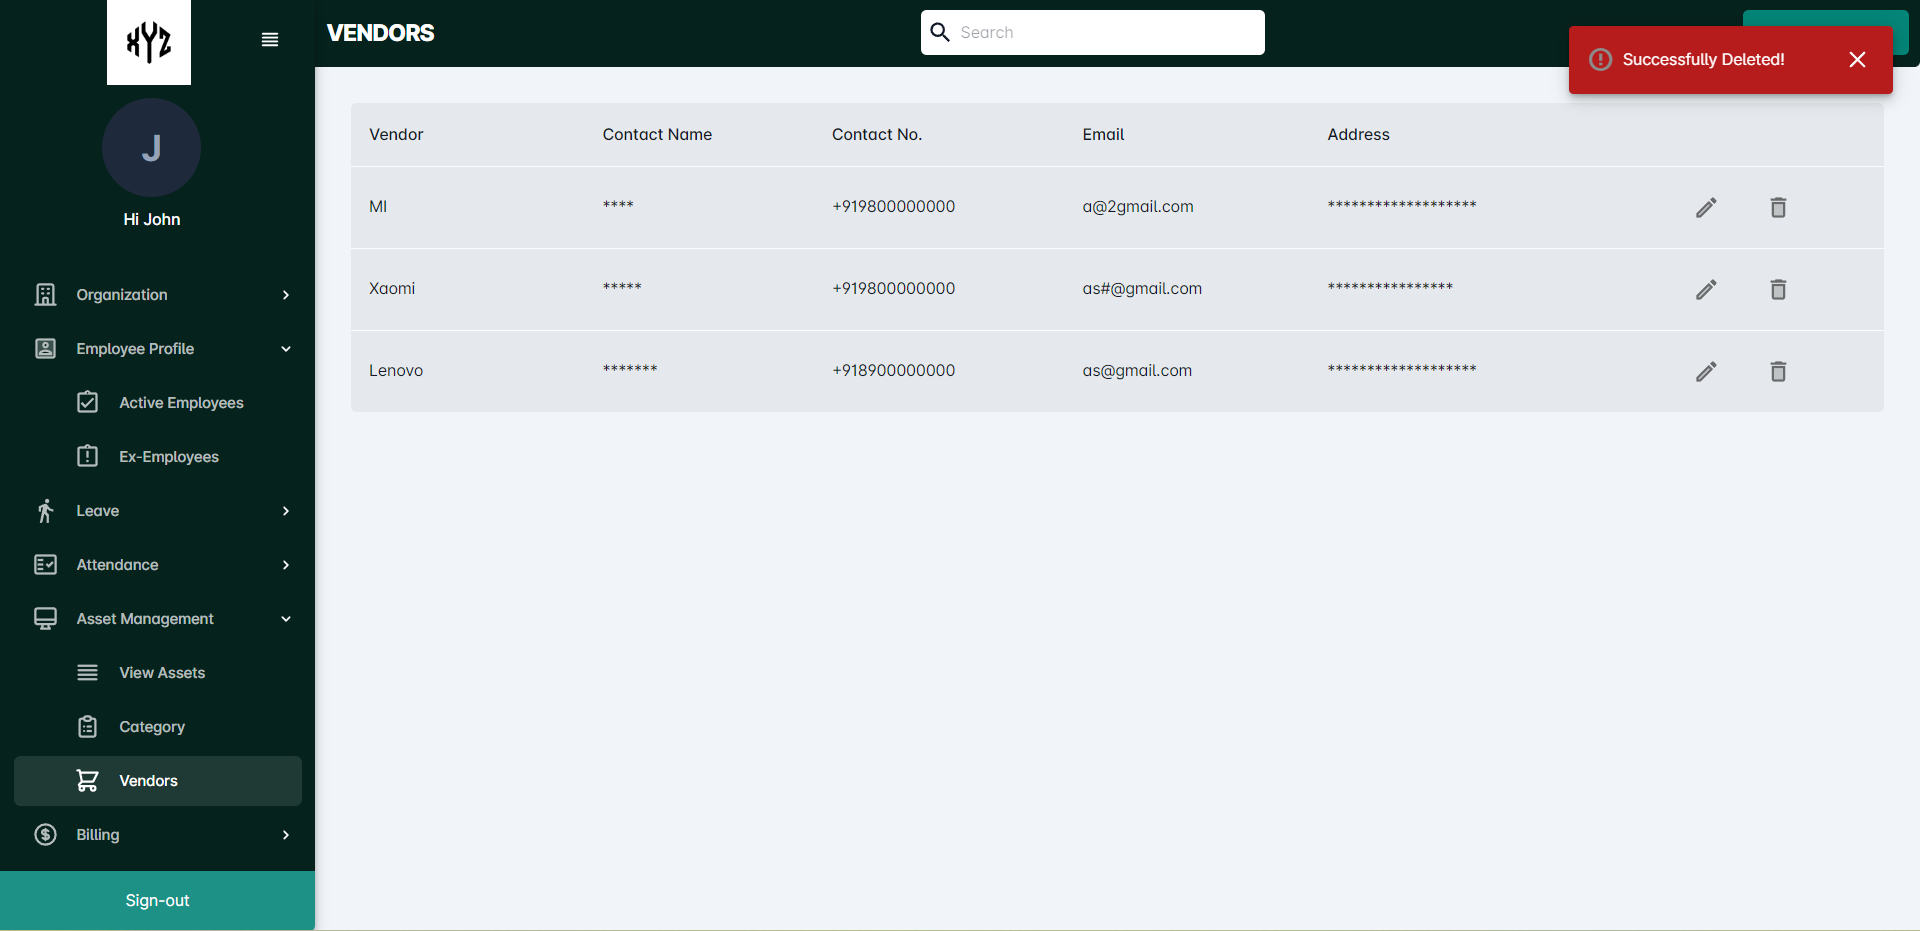 XYZ
VENDORS
Search
Successfully Deleted!
J
Hi John
Organization
Employee Profile
Active Employees
Ex-Employees
Leave
Attendance
Asset Management
View Assets
Category
Vendors
Billing
Sign-out
Vendor Contact Name Contact No. Email Address
MI **** +919800000000 a@2gmail.com *******************
Xaomi ***** +919800000000 as#@gmail.com ****************
Lenovo ******* +918900000000 as@gmail.com *******************